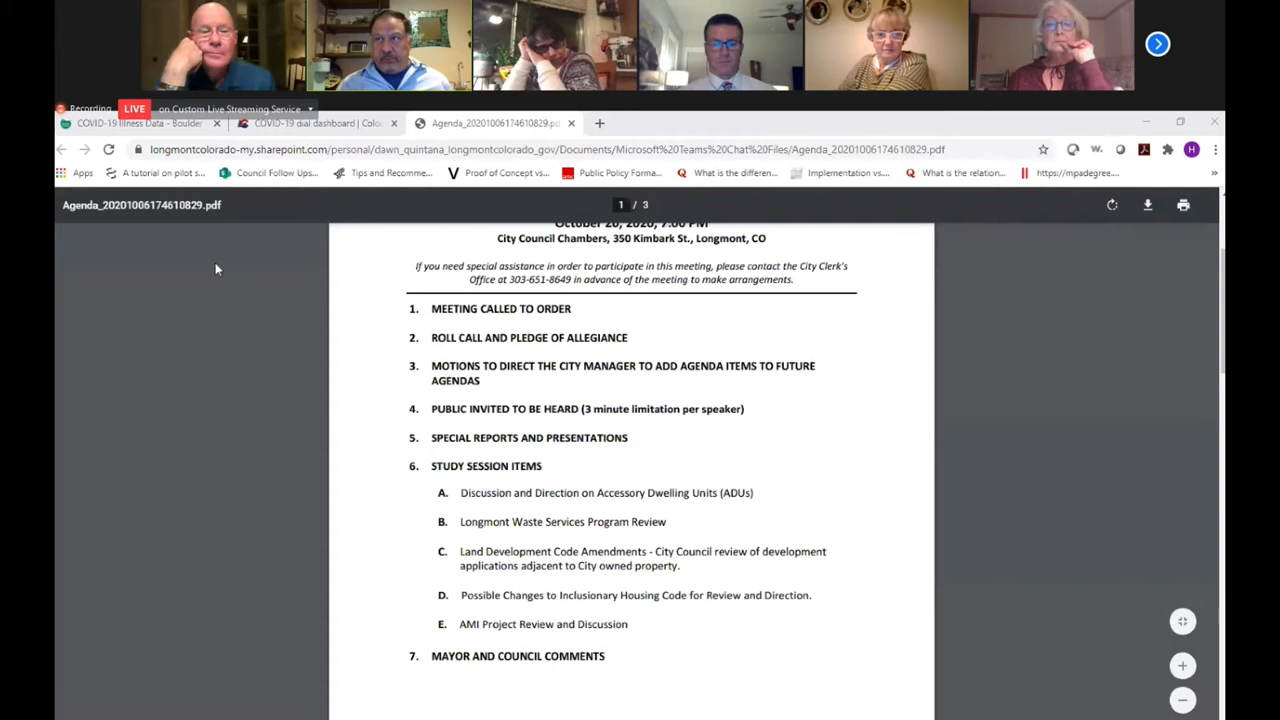 Recording LIVE on Custom Live Streaming Service
COVID-19 Illness Data - Boulder COVID-19 dial dashboard | Colo Agenda_20201006174610829.pdf
longmontcolorado-my.sharepoint.com/personal/dawn_quintana_longmontcolorado_gov/Documents/Microsoft%20Teams%20Chat%20Files/Agenda_20201006174610829.pdf
Apps A tutorial on pilot s... Council Follow Ups... Tips and Recomme... Proof of Concept vs... Public Policy Forma... What is the differen... Implementation vs.... What is the relation... https://mpadegree....
Agenda_20201006174610829.pdf 1 / 3
October 20, 2020, 7:00 PM
City Council Chambers, 350 Kimbark St., Longmont, CO
If you need special assistance in order to participate in this meeting, please contact the City Clerk's
Office at 303-651-8649 in advance of the meeting to make arrangements.
1. MEETING CALLED TO ORDER
2. ROLL CALL AND PLEDGE OF ALLEGIANCE
3. MOTIONS TO DIRECT THE CITY MANAGER TO ADD AGENDA ITEMS TO FUTURE
AGENDAS
4. PUBLIC INVITED TO BE HEARD (3 minute limitation per speaker)
5. SPECIAL REPORTS AND PRESENTATIONS
6. STUDY SESSION ITEMS
A. Discussion and Direction on Accessory Dwelling Units (ADUs)
B. Longmont Waste Services Program Review
C. Land Development Code Amendments - City Council review of development
applications adjacent to City owned property.
D. Possible Changes to Inclusionary Housing Code for Review and Direction.
E. AMI Project Review and Discussion
7. MAYOR AND COUNCIL COMMENTS